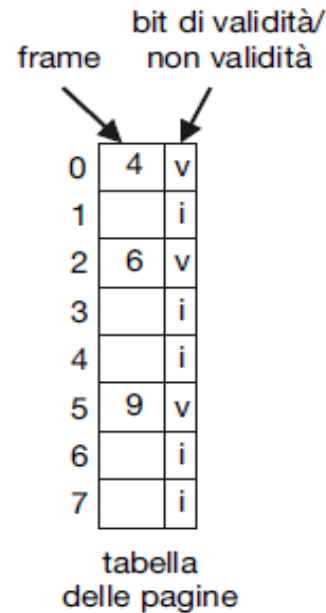 bit di validità/
frame non validità
0 4 v
1 i
2 6 v
3 i
4 i
5 9 v
6 i
7 i
tabella
delle pagine